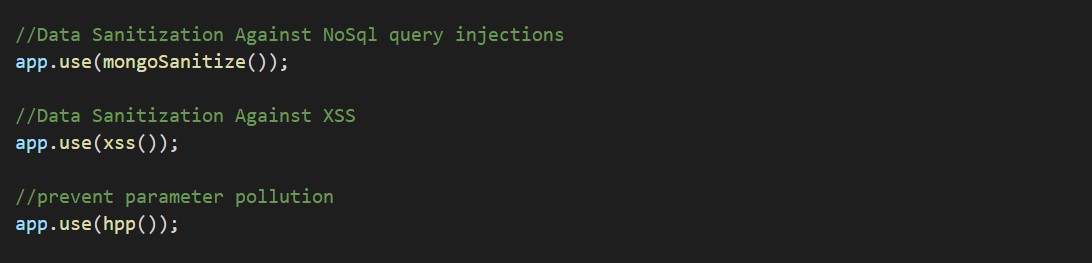 //Data Sanitization Against NoSql query injections
app.use(mongoSanitize());
//Data Sanitization Against XSS
app.use(xss());
//prevent parameter pollution
app.use(hpp());